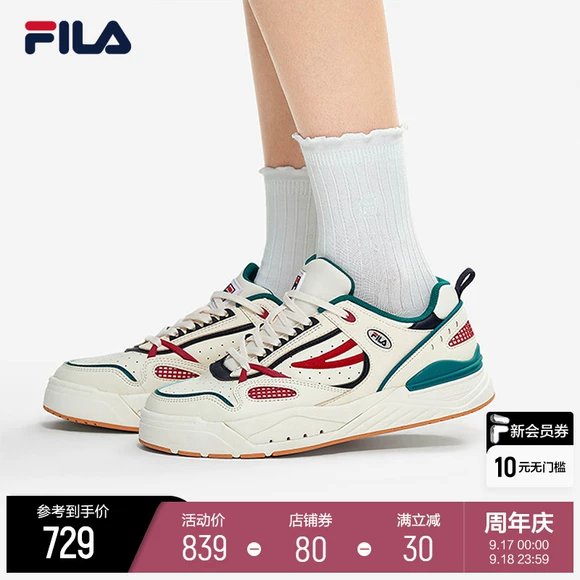 FILA
FILA
新会员券
10元无门槛
参考到手价
729
活动价
839
-
店铺券
80
-
满立减
30
周年庆
9.17 00:00
9.18 23:59